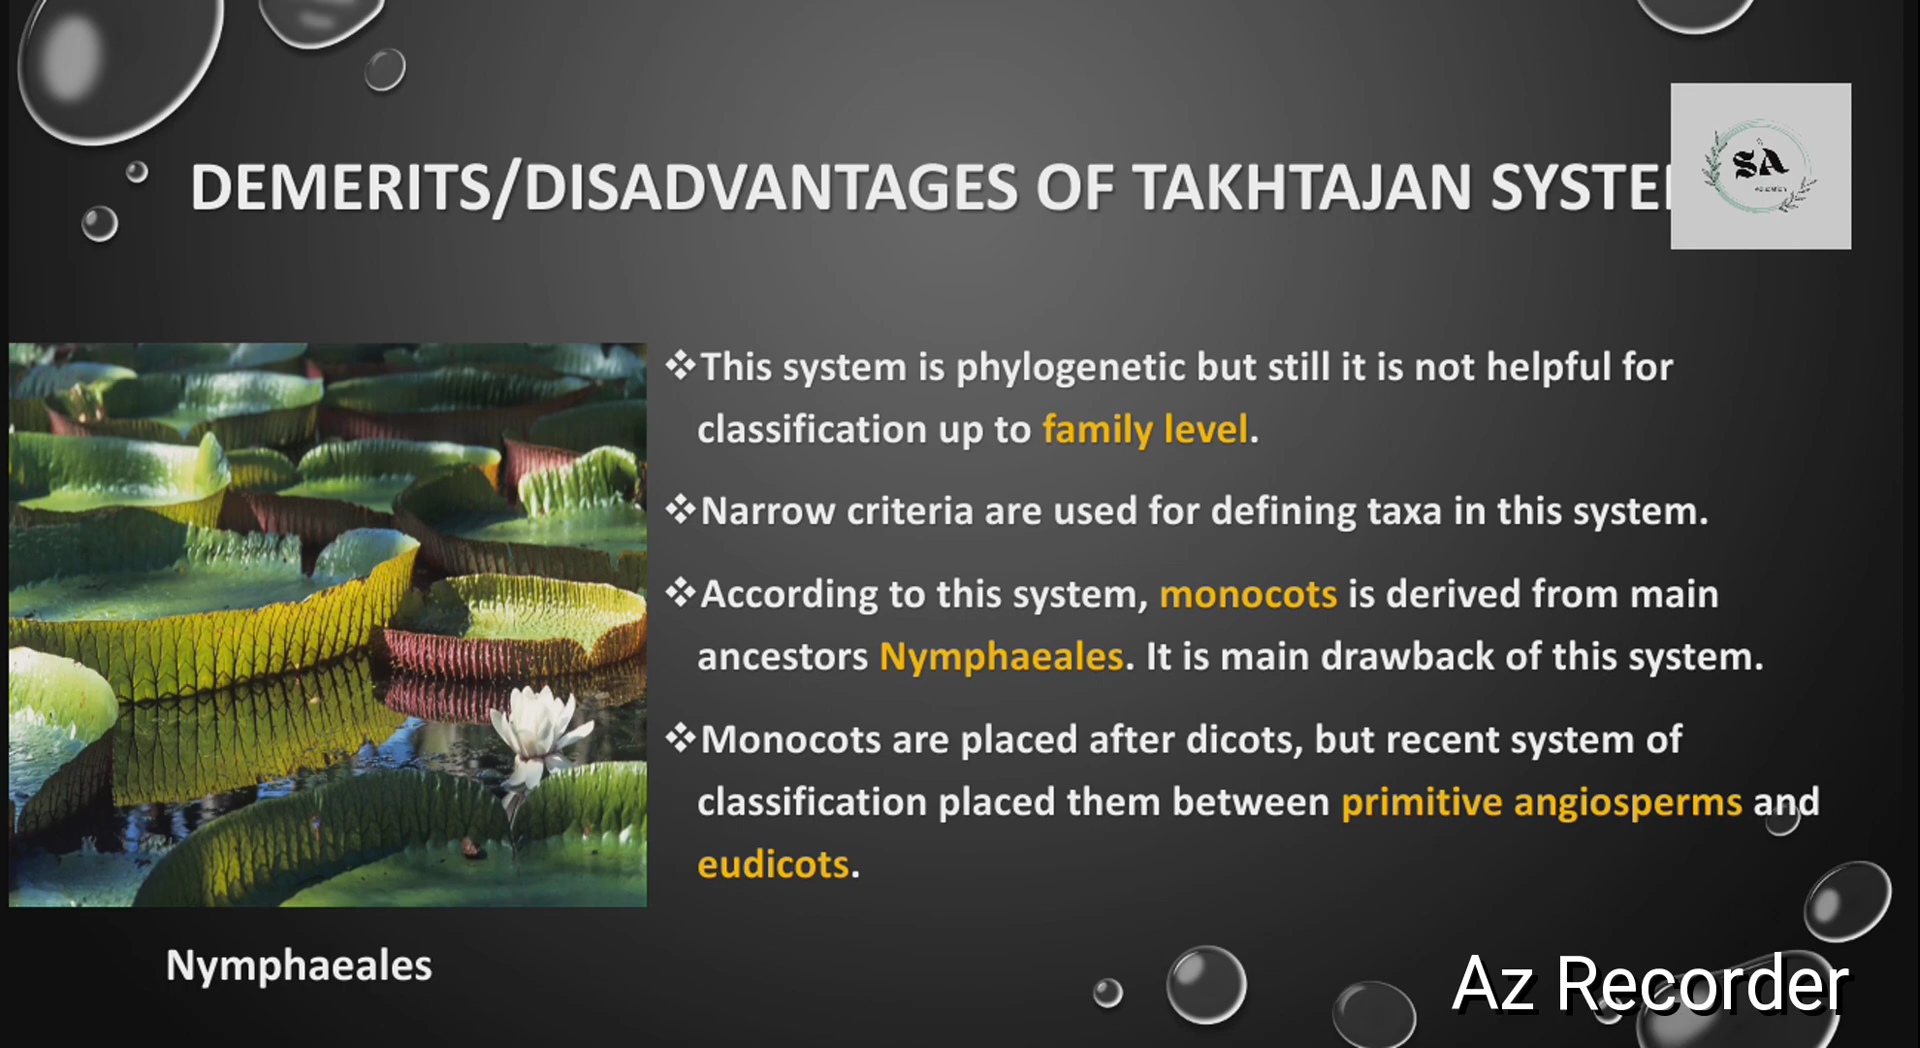 DEMERITS/DISADVANTAGES OF TAKHTAJAN
SA
education
❖This system is phylogenetic but still it is not helpful for
classification up to family level.
❖Narrow criteria are used for defining taxa in this system.
❖According to this system, monocots is derived from main
ancestors Nymphaeales. It is main drawback of this system.
❖Monocots are placed after dicots, but recent system of
classification placed them between primitive angiosperms and
eudicots.
Nymphaeales
Az Recorder